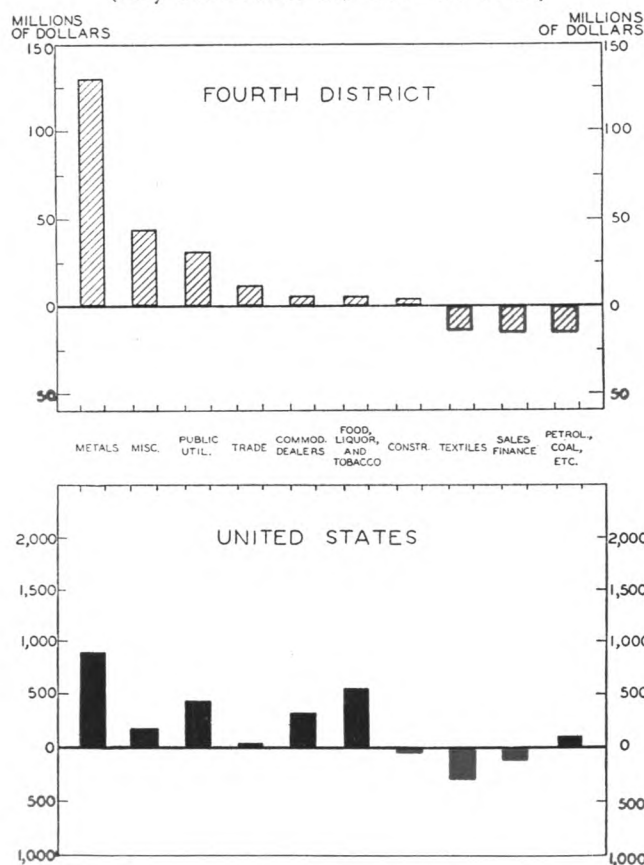 MILLIONS OF DOLLARS
MILLIONS OF DOLLARS
150
150
FOURTH DISTRICT
100
100
50
50
0
0
50
50
METALS
MISC.
PUBLIC UTIL.
TRADE
COMMOD. DEALERS
FOOD, LIQUOR, AND TOBACCO
CONSTR.
TEXTILES
SALES FINANCE
PETROL., COAL, ETC.
UNITED STATES
2,000
2,000
1,500
1,500
1,000
1,000
500
500
0
0
500
500
1,000
1,000